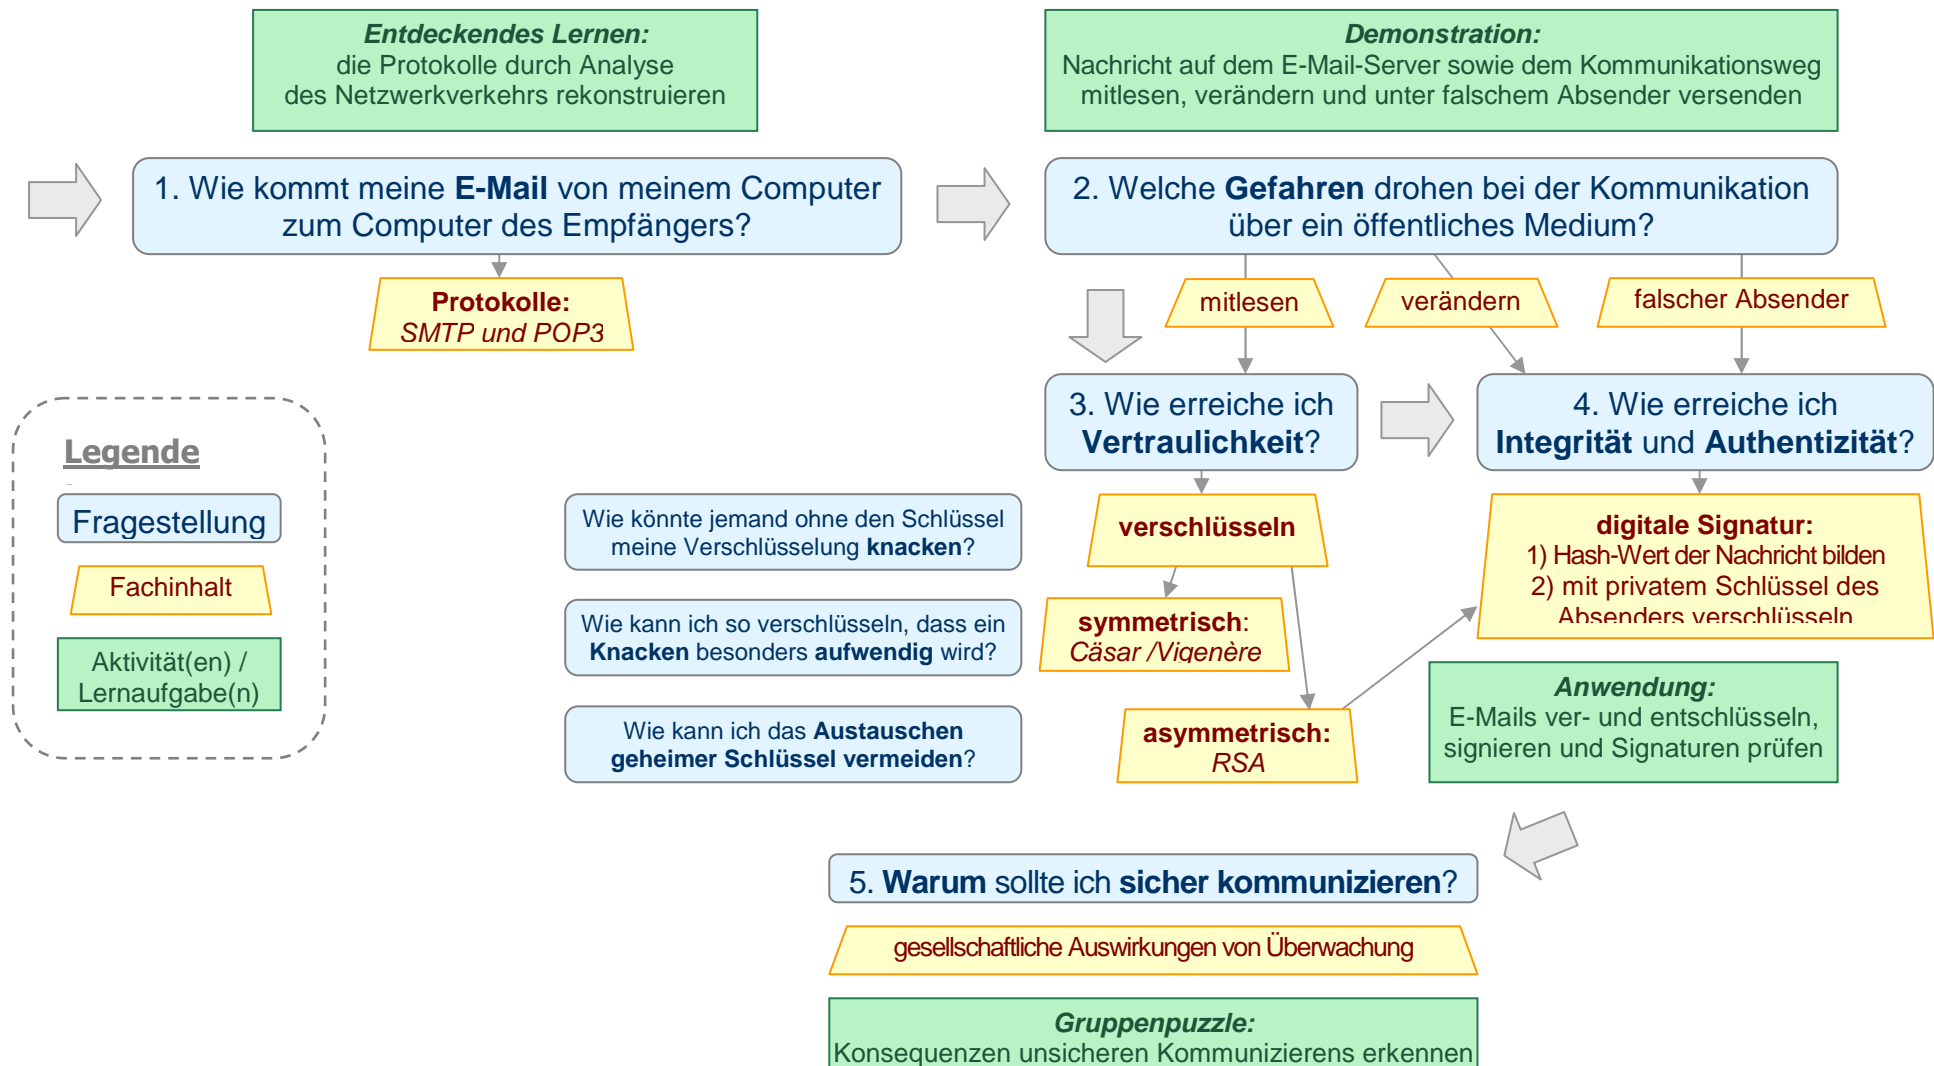 Entdeckendes Lernen:
die Protokolle durch Analyse
des Netzwerkverkehrs rekonstruieren
Demonstration:
Nachricht auf dem E-Mail-Server sowie dem Kommunikationsweg
mitlesen, verändern und unter falschem Absender versenden
1. Wie kommt meine E-Mail von meinem Computer
zum Computer des Empfängers?
2. Welche Gefahren drohen bei der Kommunikation
über ein öffentliches Medium?
Protokolle:
SMTP und POP3
mitlesen
verändern
falscher Absender
3. Wie erreiche ich
Vertraulichkeit?
4. Wie erreiche ich
Integrität und Authentizität?
Legende
Fragestellung
Fachinhalt
Aktivität(en) /
Lernaufgabe(n)
Wie könnte jemand ohne den Schlüssel
meine Verschlüsselung knacken?
Wie kann ich so verschlüsseln, dass ein
Knacken besonders aufwendig wird?
Wie kann ich das Austauschen
geheimer Schlüssel vermeiden?
verschlüsseln
symmetrisch:
Cäsar /Vigenère
asymmetrisch:
RSA
digitale Signatur:
1) Hash-Wert der Nachricht bilden
2) mit privatem Schlüssel des
Absenders verschlüsseln
Anwendung:
E-Mails ver- und entschlüsseln,
signieren und Signaturen prüfen
5. Warum sollte ich sicher kommunizieren?
gesellschaftliche Auswirkungen von Überwachung
Gruppenpuzzle:
Konsequenzen unsicheren Kommunizierens erkennen